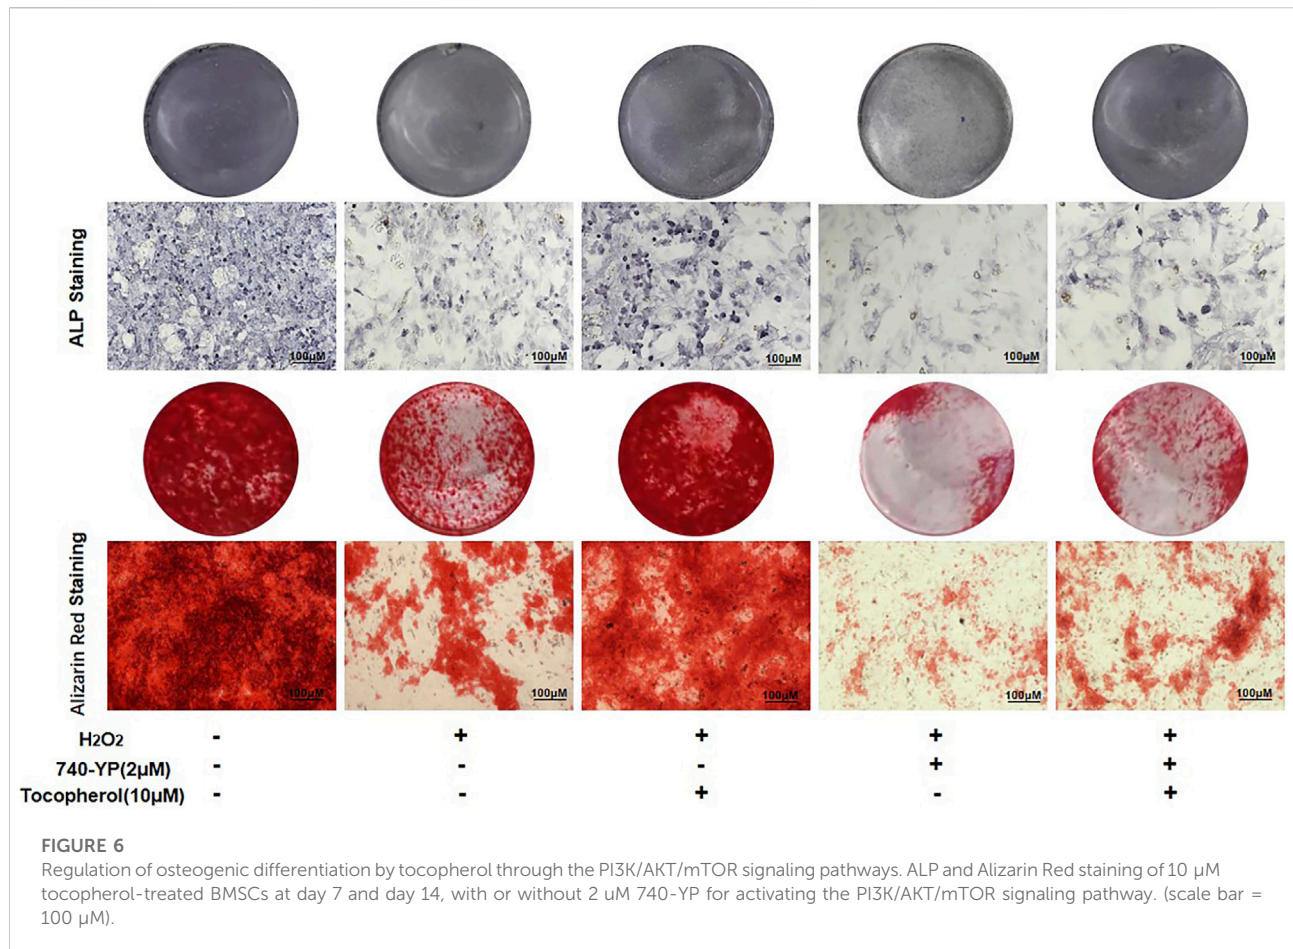 ALP Staining
100µM
100µM
100µM
100µM
100µM
Alizarin Red Staining
100µM
100µM
100µM
100µM
100µM
H2O2 - + + + +
740-YP(2µM) - - - + +
Tocopherol(10µM) - - + - +
FIGURE 6
Regulation of osteogenic differentiation by tocopherol through the PI3K/AKT/mTOR signaling pathways. ALP and Alizarin Red staining of 10 µM
tocopherol-treated BMSCs at day 7 and day 14, with or without 2 uM 740-YP for activating the PI3K/AKT/mTOR signaling pathway. (scale bar =
100 µM).